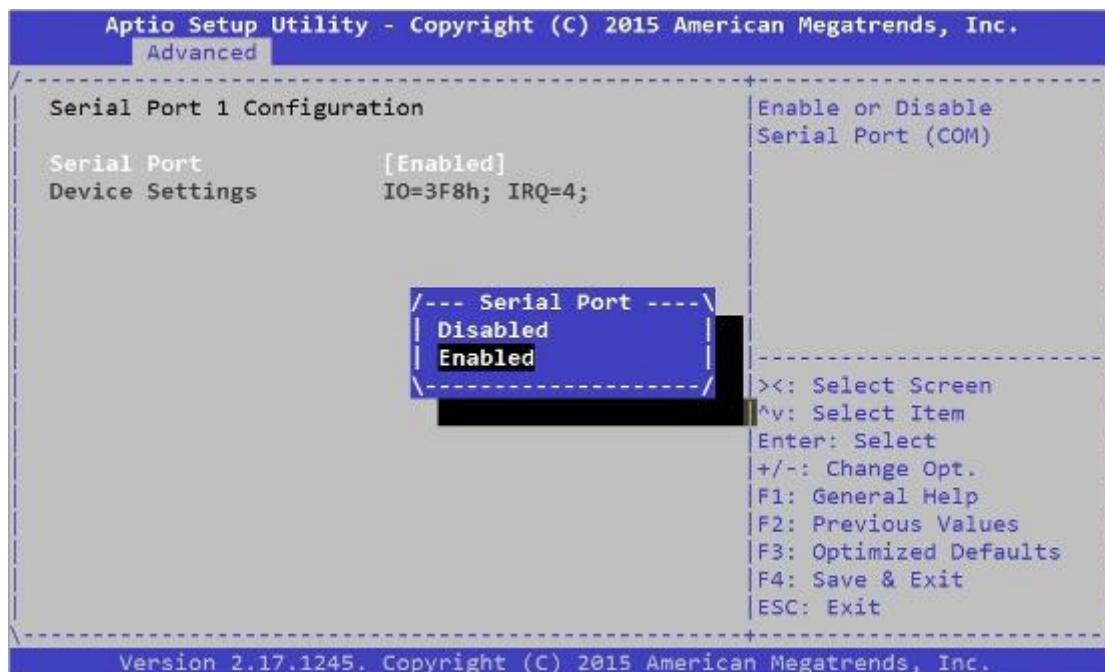 Aptio Setup Utility - Copyright (C) 2015 American Megatrends, Inc.
Advanced
Serial Port 1 Configuration
Serial Port [Enabled]
Device Settings IO=3F8h; IRQ=4;
/--- Serial Port ----\
Disabled
Enabled
Enable or Disable
Serial Port (COM)
><: Select Screen
^v: Select Item
Enter: Select
+/-: Change Opt.
F1: General Help
F2: Previous Values
F3: Optimized Defaults
F4: Save & Exit
ESC: Exit
Version 2.17.1245. Copyright (C) 2015 American Megatrends, Inc.